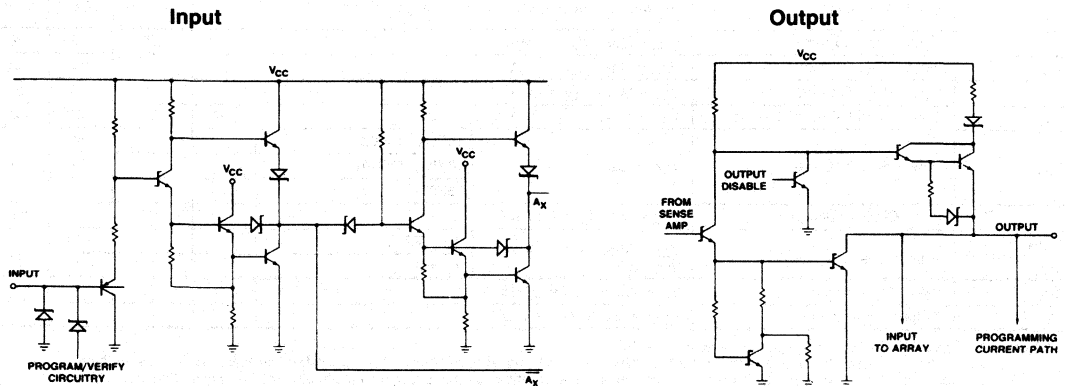 Input
Output
VCC
VCC
VCC
AX
INPUT
PROGRAM/VERIFY
CIRCUITRY
AX
VCC
OUTPUT
DISABLE
FROM
SENSE
AMP
OUTPUT
INPUT
TO ARRAY
PROGRAMMING
CURRENT PATH